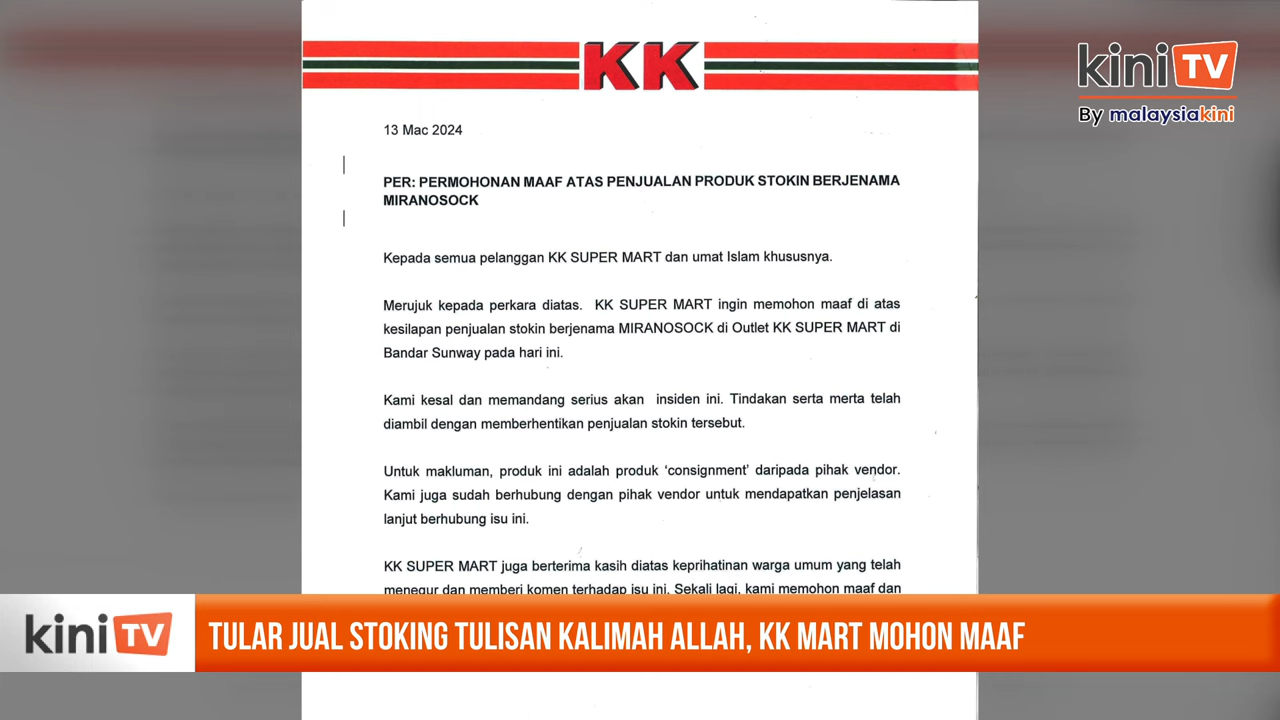 KK
kini TV
By malaysiakini
13 Mac 2024
PER: PERMOHONAN MAAF ATAS PENJUALAN PRODUK STOKIN BERJENAMA
MIRANOSOCK
Kepada semua pelanggan KK SUPER MART dan umat Islam khususnya.
Merujuk kepada perkara diatas. KK SUPER MART ingin memohon maaf di atas
kesilapan penjualan stokin berjenama MIRANOSOCK di Outlet KK SUPER MART di
Bandar Sunway pada hari ini.
Kami kesal dan memandang serius akan insiden ini. Tindakan serta merta telah
diambil dengan memberhentikan penjualan stokin tersebut.
Untuk makluman, produk ini adalah produk ‘consignment’ daripada pihak vendor.
Kami juga sudah berhubung dengan pihak vendor untuk mendapatkan penjelasan
lanjut berhubung isu ini.
KK SUPER MART juga berterima kasih diatas keprihatinan warga umum yang telah
menegur dan memberi komen terhadap isu ini. Sekali lagi, kami memohon maaf dan
kini TV
TULAR JUAL STOKING TULISAN KALIMAH ALLAH, KK MART MOHON MAAF